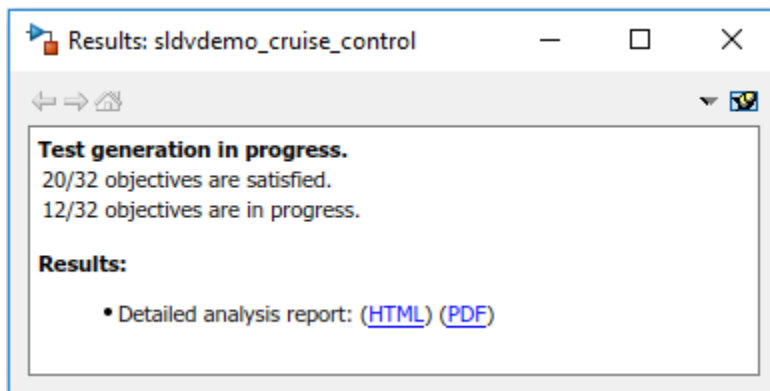 Results: sldvdemo_cruise_control
Test generation in progress.
20/32 objectives are satisfied.
12/32 objectives are in progress.
Results:
• Detailed analysis report: (HTML) (PDF)